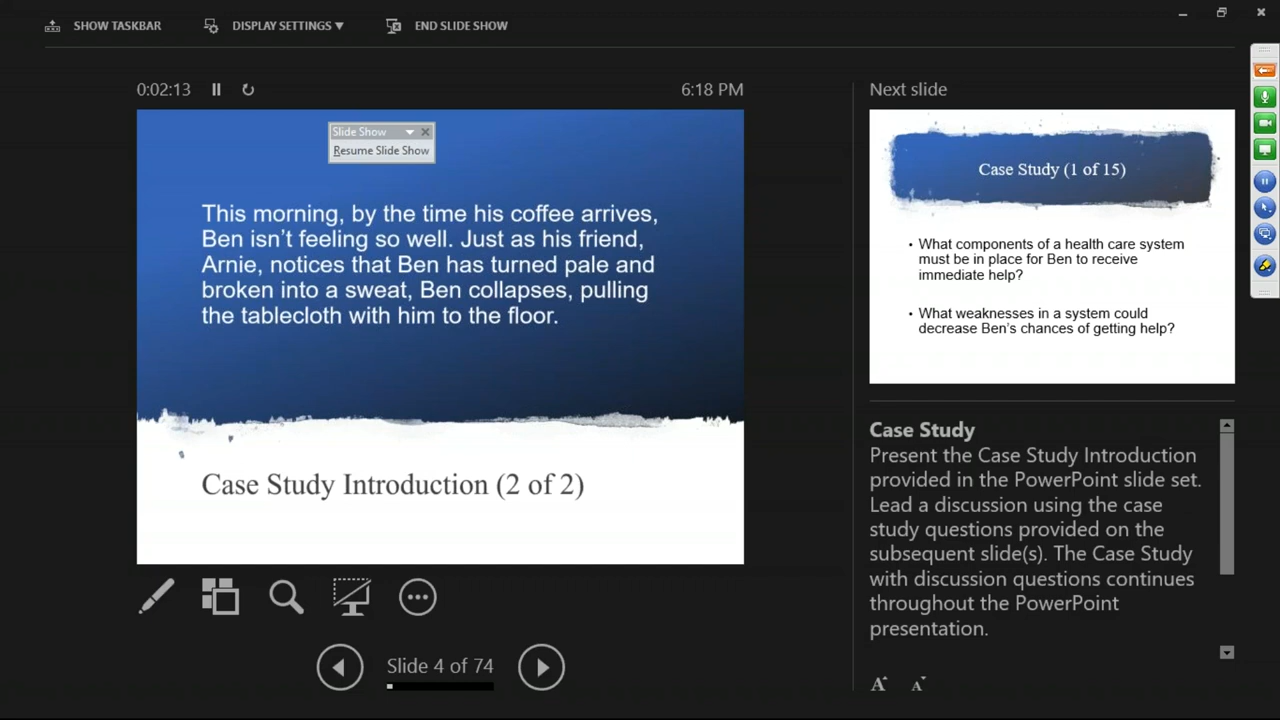 SHOW TASKBAR
DISPLAY SETTINGS ▼
END SLIDE SHOW
0:02:13
6:18 PM
Slide Show
Resume Slide Show
This morning, by the time his coffee arrives,
Ben isn't feeling so well. Just as his friend,
Arnie, notices that Ben has turned pale and
broken into a sweat, Ben collapses, pulling
the tablecloth with him to the floor.
Case Study Introduction (2 of 2)
Slide 4 of 74
Next slide
Case Study (1 of 15)
• What components of a health care system
must be in place for Ben to receive
immediate help?
• What weaknesses in a system could
decrease Ben's chances of getting help?
Case Study
Present the Case Study Introduction
provided in the PowerPoint slide set.
Lead a discussion using the case
study questions provided on the
subsequent slide(s). The Case Study
with discussion questions continues
throughout the PowerPoint
presentation.
A A